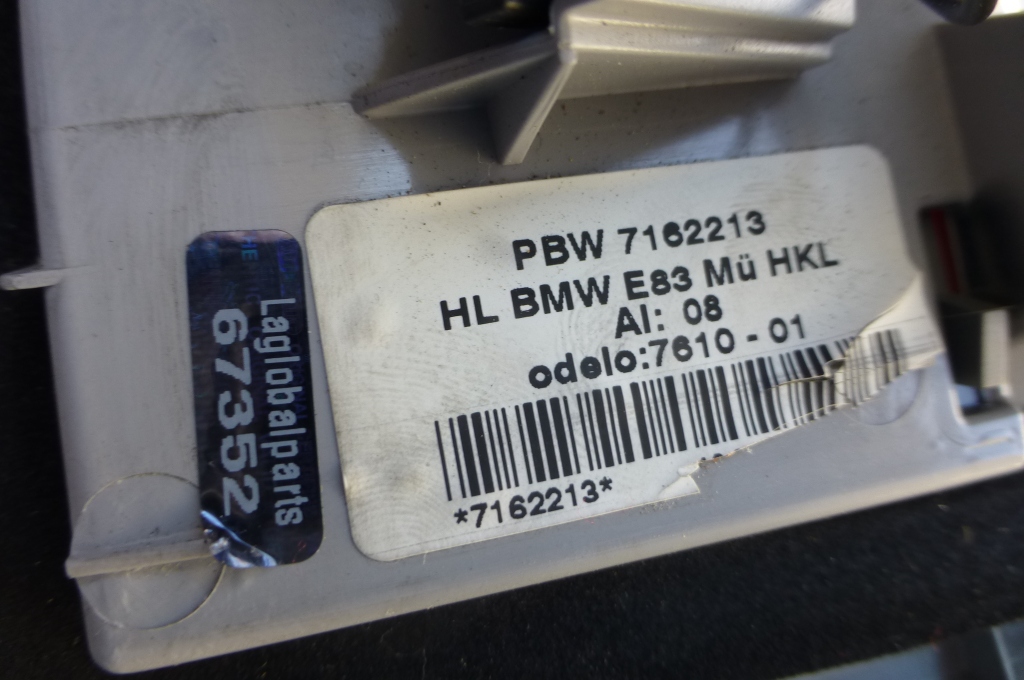 PBW 7162213
HL BMW E83 Mü HKL
AI: 08
odelo:7610 - 01
*7162213*
Laglobalparts
67352